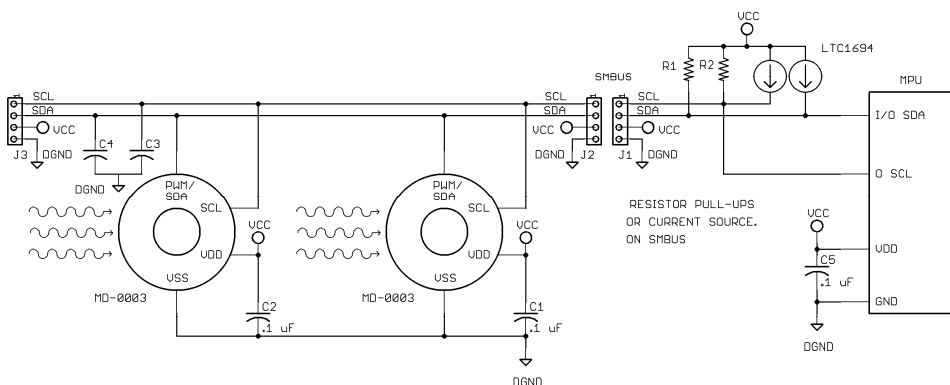 VCC
LTC1694
R1
R2
SMBUS
MPU
SCL
SDA
VCC
DGND
J3
C4
C3
DGND
SCL
SDA
VCC
DGND
J2
SCL
SDA
VCC
DGND
J1
I/O SDA
O SCL
VDD
GND
RESISTOR PULL-UPS
OR CURRENT SOURCE.
ON SMBUS
VCC
C5
.1 uF
DGND
PWM/
SDA
SCL
VDD
VSS
MD-0003
VCC
C2
.1 uF
PWM/
SDA
SCL
VDD
VSS
MD-0003
VCC
C1
.1 uF
DGND